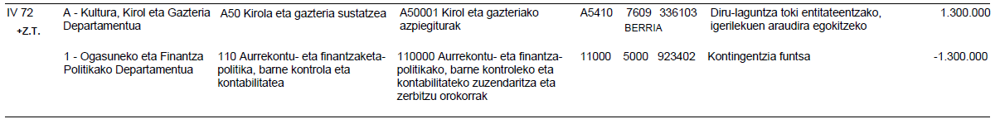 IV 72 A - Kultura, Kirol eta Gazteria A50 Kirola eta gazteria sustatzea A50001 Kirol eta gazteriako A5410 7609 336103 Diru-laguntza toki entitateentzako, 1.300.000
+Z.T. Departamentua azpiegiturak BERRIA igerilekuen araudira egokitzeko
1 - Ogasuneko eta Finantza 110 Aurrekontu- eta finantzaketa- 110000 Aurrekontu- eta finantza- 11000 5000 923402 Kontingentzia funtsa -1.300.000
Politikako Departamentua politika, barne kontrola eta politikako, barne kontroleko eta
kontabilitatea kontabilitateko zuzendaritza eta
zerbitzu orokorrak